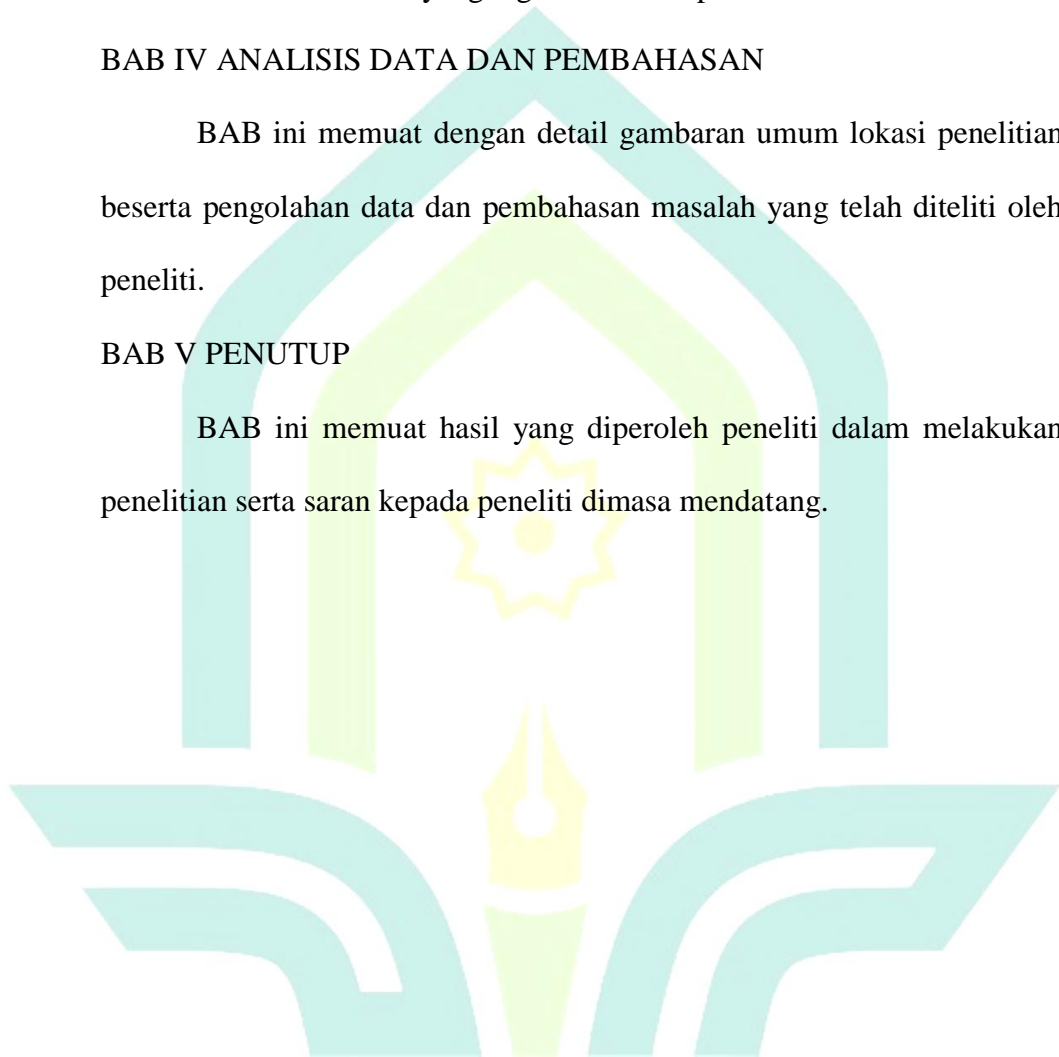 BAB IV ANALISIS DATA DAN PEMBAHASAN
BAB ini memuat dengan detail gambaran umum lokasi penelitian
beserta pengolahan data dan pembahasan masalah yang telah diteliti oleh
peneliti.
BAB V PENUTUP
BAB ini memuat hasil yang diperoleh peneliti dalam melakukan
penelitian serta saran kepada peneliti dimasa mendatang.